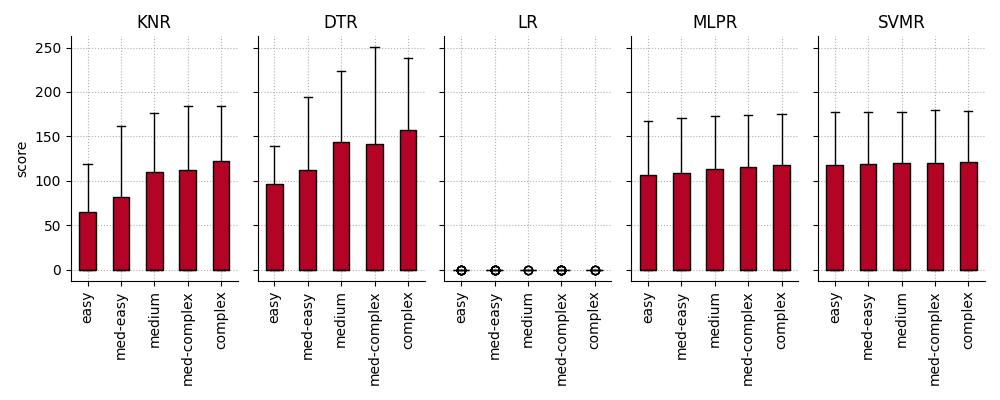 KNR DTR LR MLPR SVMR
score
250
200
150
100
50
0
easy med-easy medium med-complex complex easy med-easy medium med-complex complex easy med-easy medium med-complex complex easy med-easy medium med-complex complex easy med-easy medium med-complex complex